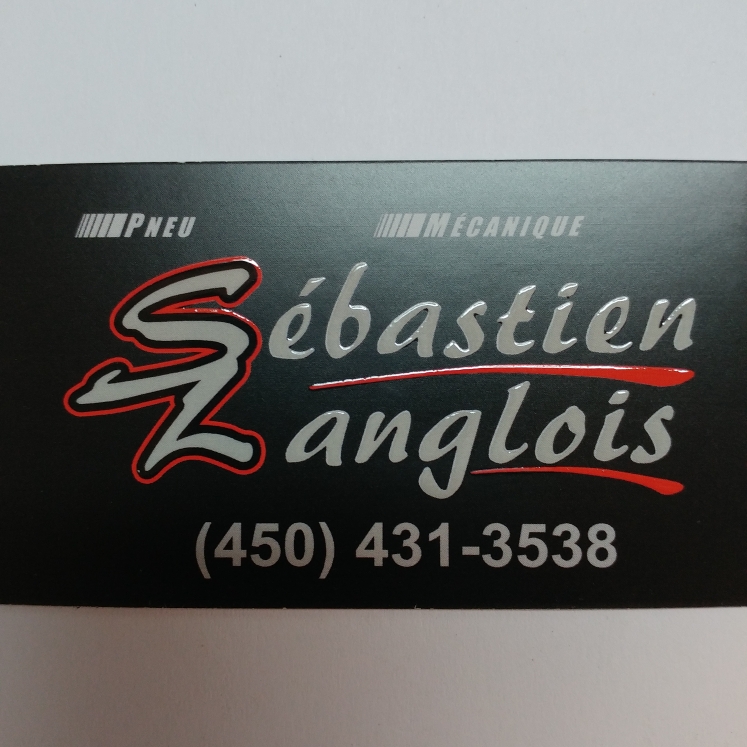 PNEU MÉCANIQUE
Sébastien
Langlois
(450) 431-3538